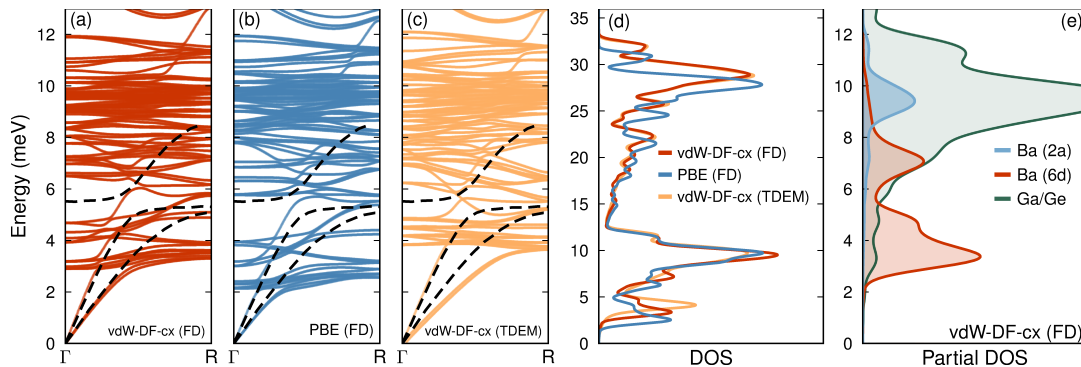 (a)
(b)
(c)
(d)
(e)
Energy (meV)
12
10
8
6
4
2
0
vdW-DF-cx (FD)
Γ
R
PBE (FD)
Γ
R
vdW-DF-cx (TDEM)
Γ
R
35
30
25
20
15
10
5
0
vdW-DF-cx (FD)
PBE (FD)
vdW-DF-cx (TDEM)
DOS
12
10
8
6
4
2
0
Ba (2a)
Ba (6d)
Ga/Ge
vdW-DF-cx (FD)
Partial DOS